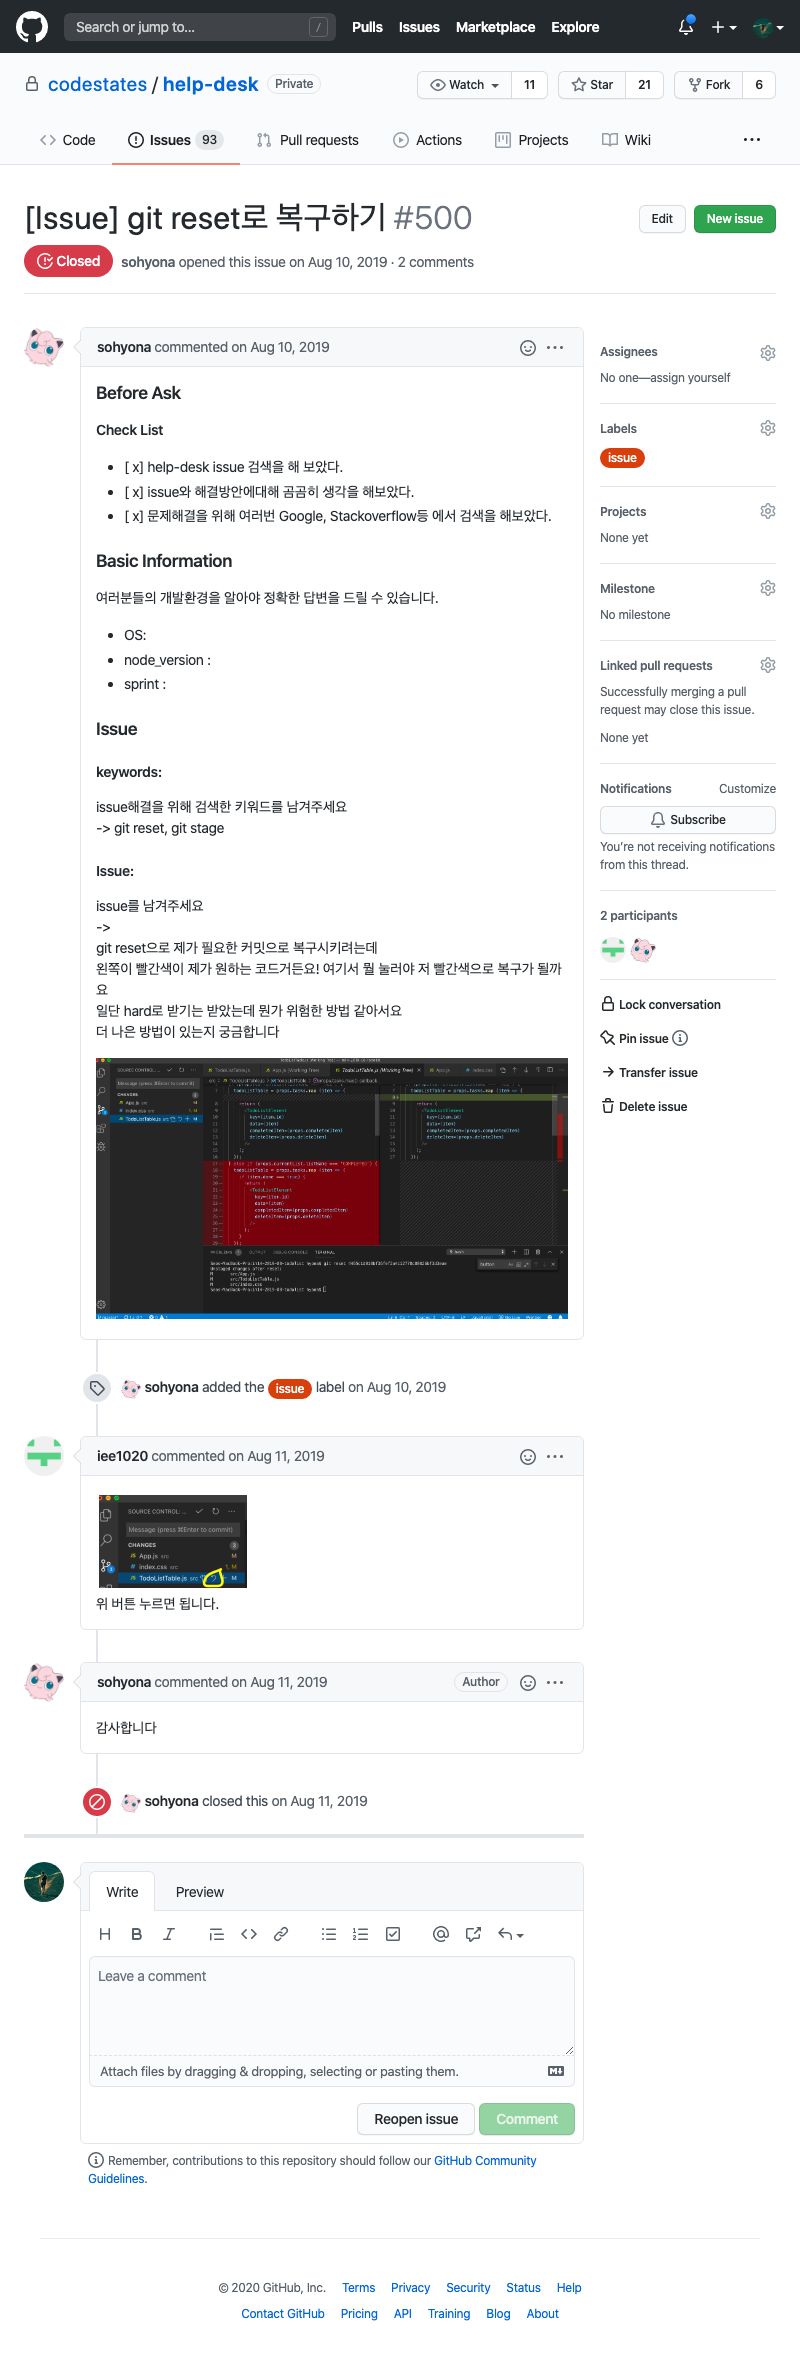 Search or jump to...
/
Pulls
Issues
Marketplace
Explore
codestates / help-desk
Private
Watch
11
Star
21
Fork
6
Code
Issues 93
Pull requests
Actions
Projects
Wiki
[Issue] git reset로 복구하기 #500
Edit
New issue
Closed
sohyona opened this issue on Aug 10, 2019 · 2 comments
sohyona commented on Aug 10, 2019
Before Ask
Check List
[ x] help-desk issue 검색을 해 보았다.
[ x] issue와 해결방안에대해 곰곰히 생각을 해보았다.
[ x] 문제해결을 위해 여러번 Google, Stackoverflow등 에서 검색을 해보았다.
Basic Information
여러분들의 개발환경을 알아야 정확한 답변을 드릴 수 있습니다.
OS:
node_version :
sprint :
Issue
keywords:
issue해결을 위해 검색한 키워드를 남겨주세요
-> git reset, git stage
Issue:
issue를 남겨주세요
->
git reset으로 제가 필요한 커밋으로 복구시키려는데
왼쪽이 빨간색이 제가 원하는 코드거든요! 여기서 뭘 눌러야 저 빨간색으로 복구가 될까
요
일단 hard로 받기는 받았는데 뭔가 위험한 방법 같아서요
더 나은 방법이 있는지 궁금합니다
sohyona added the issue label on Aug 10, 2019
iee1020 commented on Aug 11, 2019
SOURCE CONTROL: ...
Message (press ⌘Enter to commit)
CHANGES 3
App.js src M
index.css src 1, M
TodoListTable.js src M
위 버튼 누르면 됩니다.
sohyona commented on Aug 11, 2019
Author
감사합니다
sohyona closed this on Aug 11, 2019
Write
Preview
Leave a comment
Attach files by dragging & dropping, selecting or pasting them.
Reopen issue
Comment
Remember, contributions to this repository should follow our GitHub Community
Guidelines.
Assignees
No one—assign yourself
Labels
issue
Projects
None yet
Milestone
No milestone
Linked pull requests
Successfully merging a pull
request may close this issue.
None yet
Notifications
Customize
Subscribe
You're not receiving notifications
from this thread.
2 participants
Lock conversation
Pin issue
Transfer issue
Delete issue
© 2020 GitHub, Inc.
Terms
Privacy
Security
Status
Help
Contact GitHub
Pricing
API
Training
Blog
About